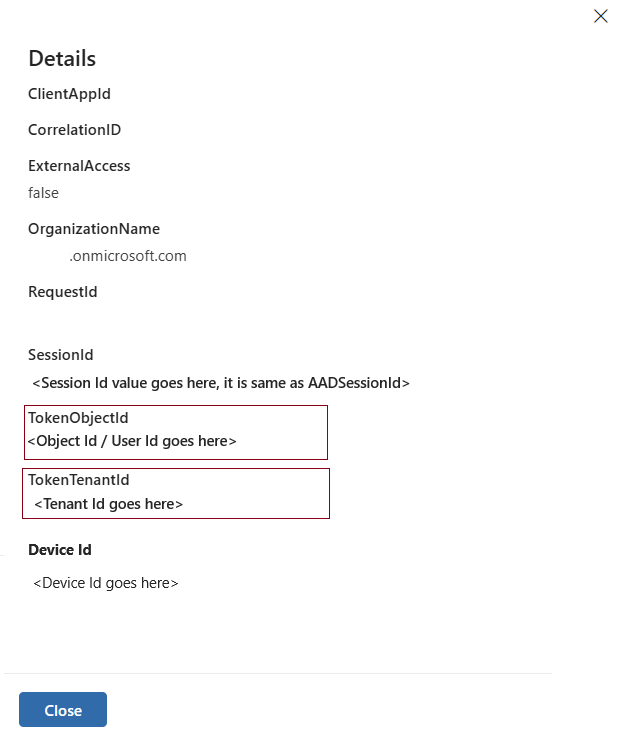 Details
ClientAppId
CorrelationID
ExternalAccess
false
OrganizationName
.onmicrosoft.com
RequestId
SessionId
<Session Id value goes here, it is same as AADSessionId>
TokenObjectId
<Object Id / User Id goes here>
TokenTenantId
<Tenant Id goes here>
Device Id
<Device Id goes here>
Close